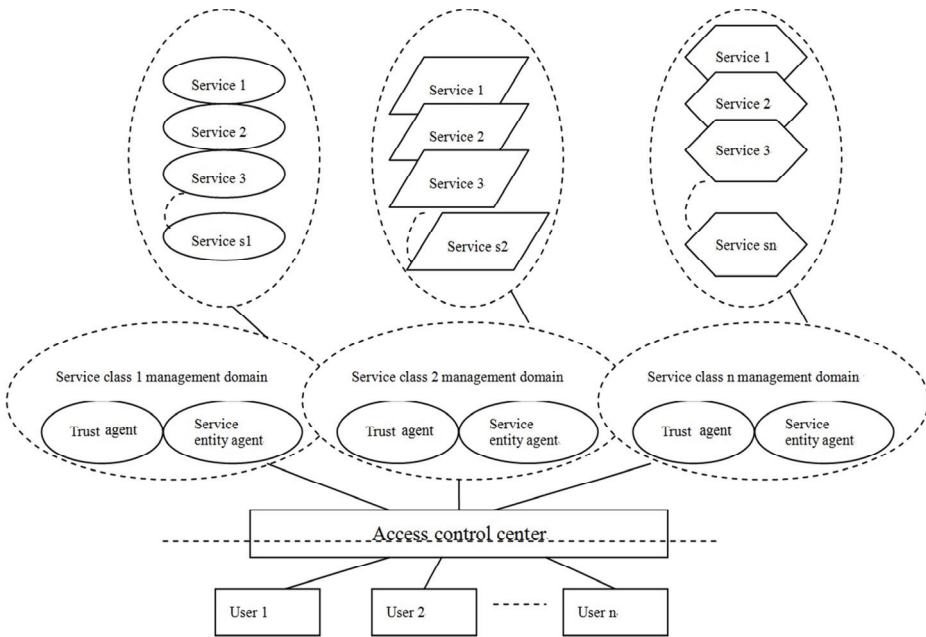 Service 1
Service 2
Service 3
Service s1
Service 1
Service 2
Service 3
Service s2
Service 1
Service 2
Service 3
Service sn
Service class 1 management domain
Trust agent
Service
entity agent
Service class 2 management domain
Trust agent
Service
entity agent
Service class n management domain
Trust agent
Service
entity agent
Access control center
User 1
User 2
User n